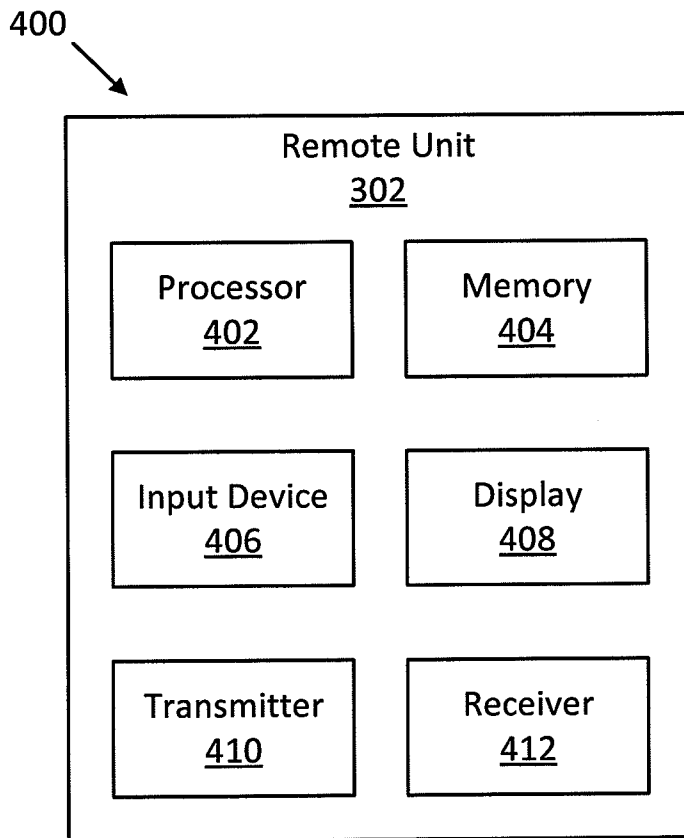 400
Remote Unit
302
Processor
402
Memory
404
Input Device
406
Display
408
Transmitter
410
Receiver
412